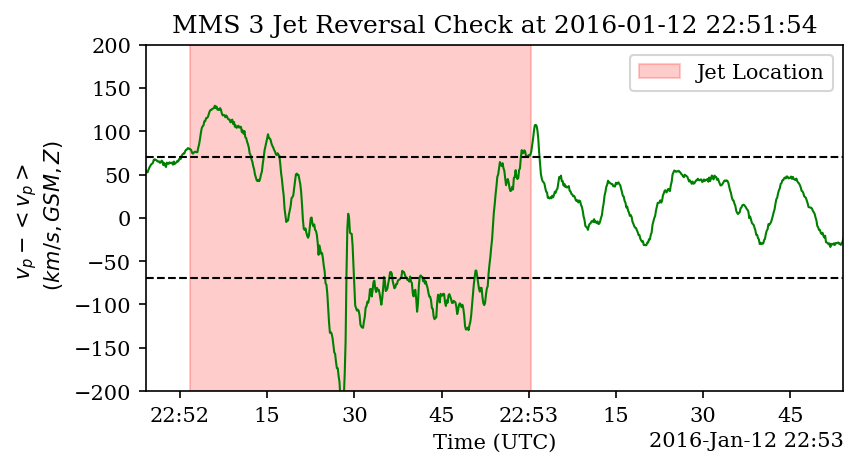 MMS 3 Jet Reversal Check at 2016-01-12 22:51:54
Jet Location
200
150
100
50
0
−50
−100
−150
−200
v_p − < v_p >
(km/s, GSM, Z)
22:52 15 30 45 22:53 15 30 45
Time (UTC)
2016-Jan-12 22:53